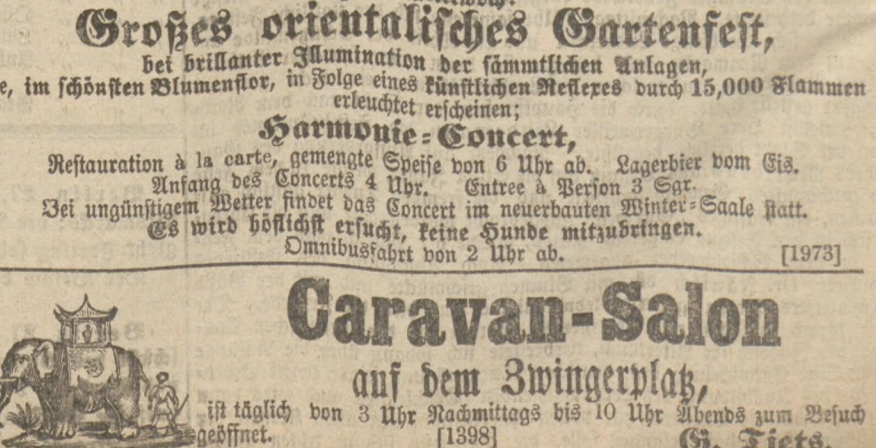 Großes orientalisches Gartenfest,
bei brillanter Illumination der sämmtlichen Anlagen,
e, im schönsten Blumenflor, in Folge eines künstlichen Reflexes durch 15,000 Flammen
erleuchtet erscheinen;
Harmonie-Concert,
Restauration à la carte, gemengte Speise von 6 Uhr ab. Lagerbier vom Eis.
Anfang des Concerts 4 Uhr. Entree à Person 3 Sgr.
Bei ungünstigem Wetter findet das Concert im neuerbauten Winter-Saale statt.
Es wird höflichst ersucht, keine Hunde mitzubringen.
Omnibusfahrt von 2 Uhr ab. [1973]
Caravan-Salon
auf dem Zwingerplatz,
ist täglich von 3 Uhr Nachmittags bis 10 Uhr Abends zum Besuch
geöffnet. [1398]